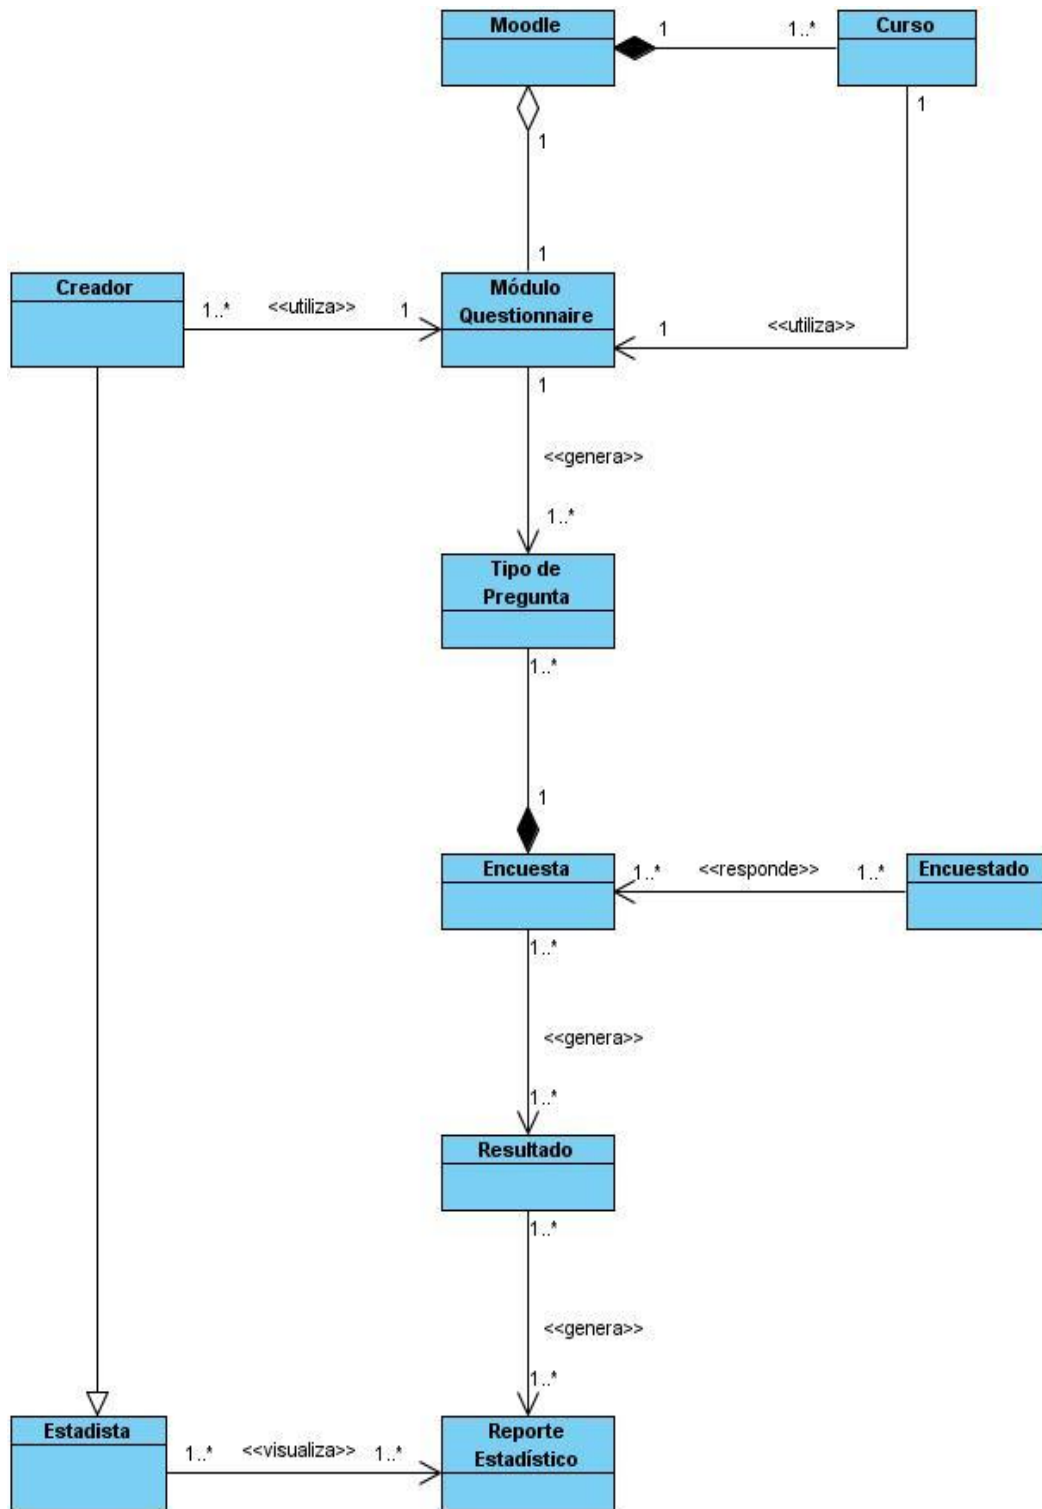 Moodle
1
1..*
Curso
1
1
1
Creador
1..*
<<utiliza>>
1
Módulo
Questionnaire
1
<<utiliza>>
1
<<genera>>
1..*
Tipo de
Pregunta
1..*
1
Encuesta
1..*
<<responde>>
1..*
Encuestado
1..*
<<genera>>
1..*
Resultado
1..*
<<genera>>
1..*
Estadista
1..*
<<visualiza>>
1..*
Reporte
Estadístico